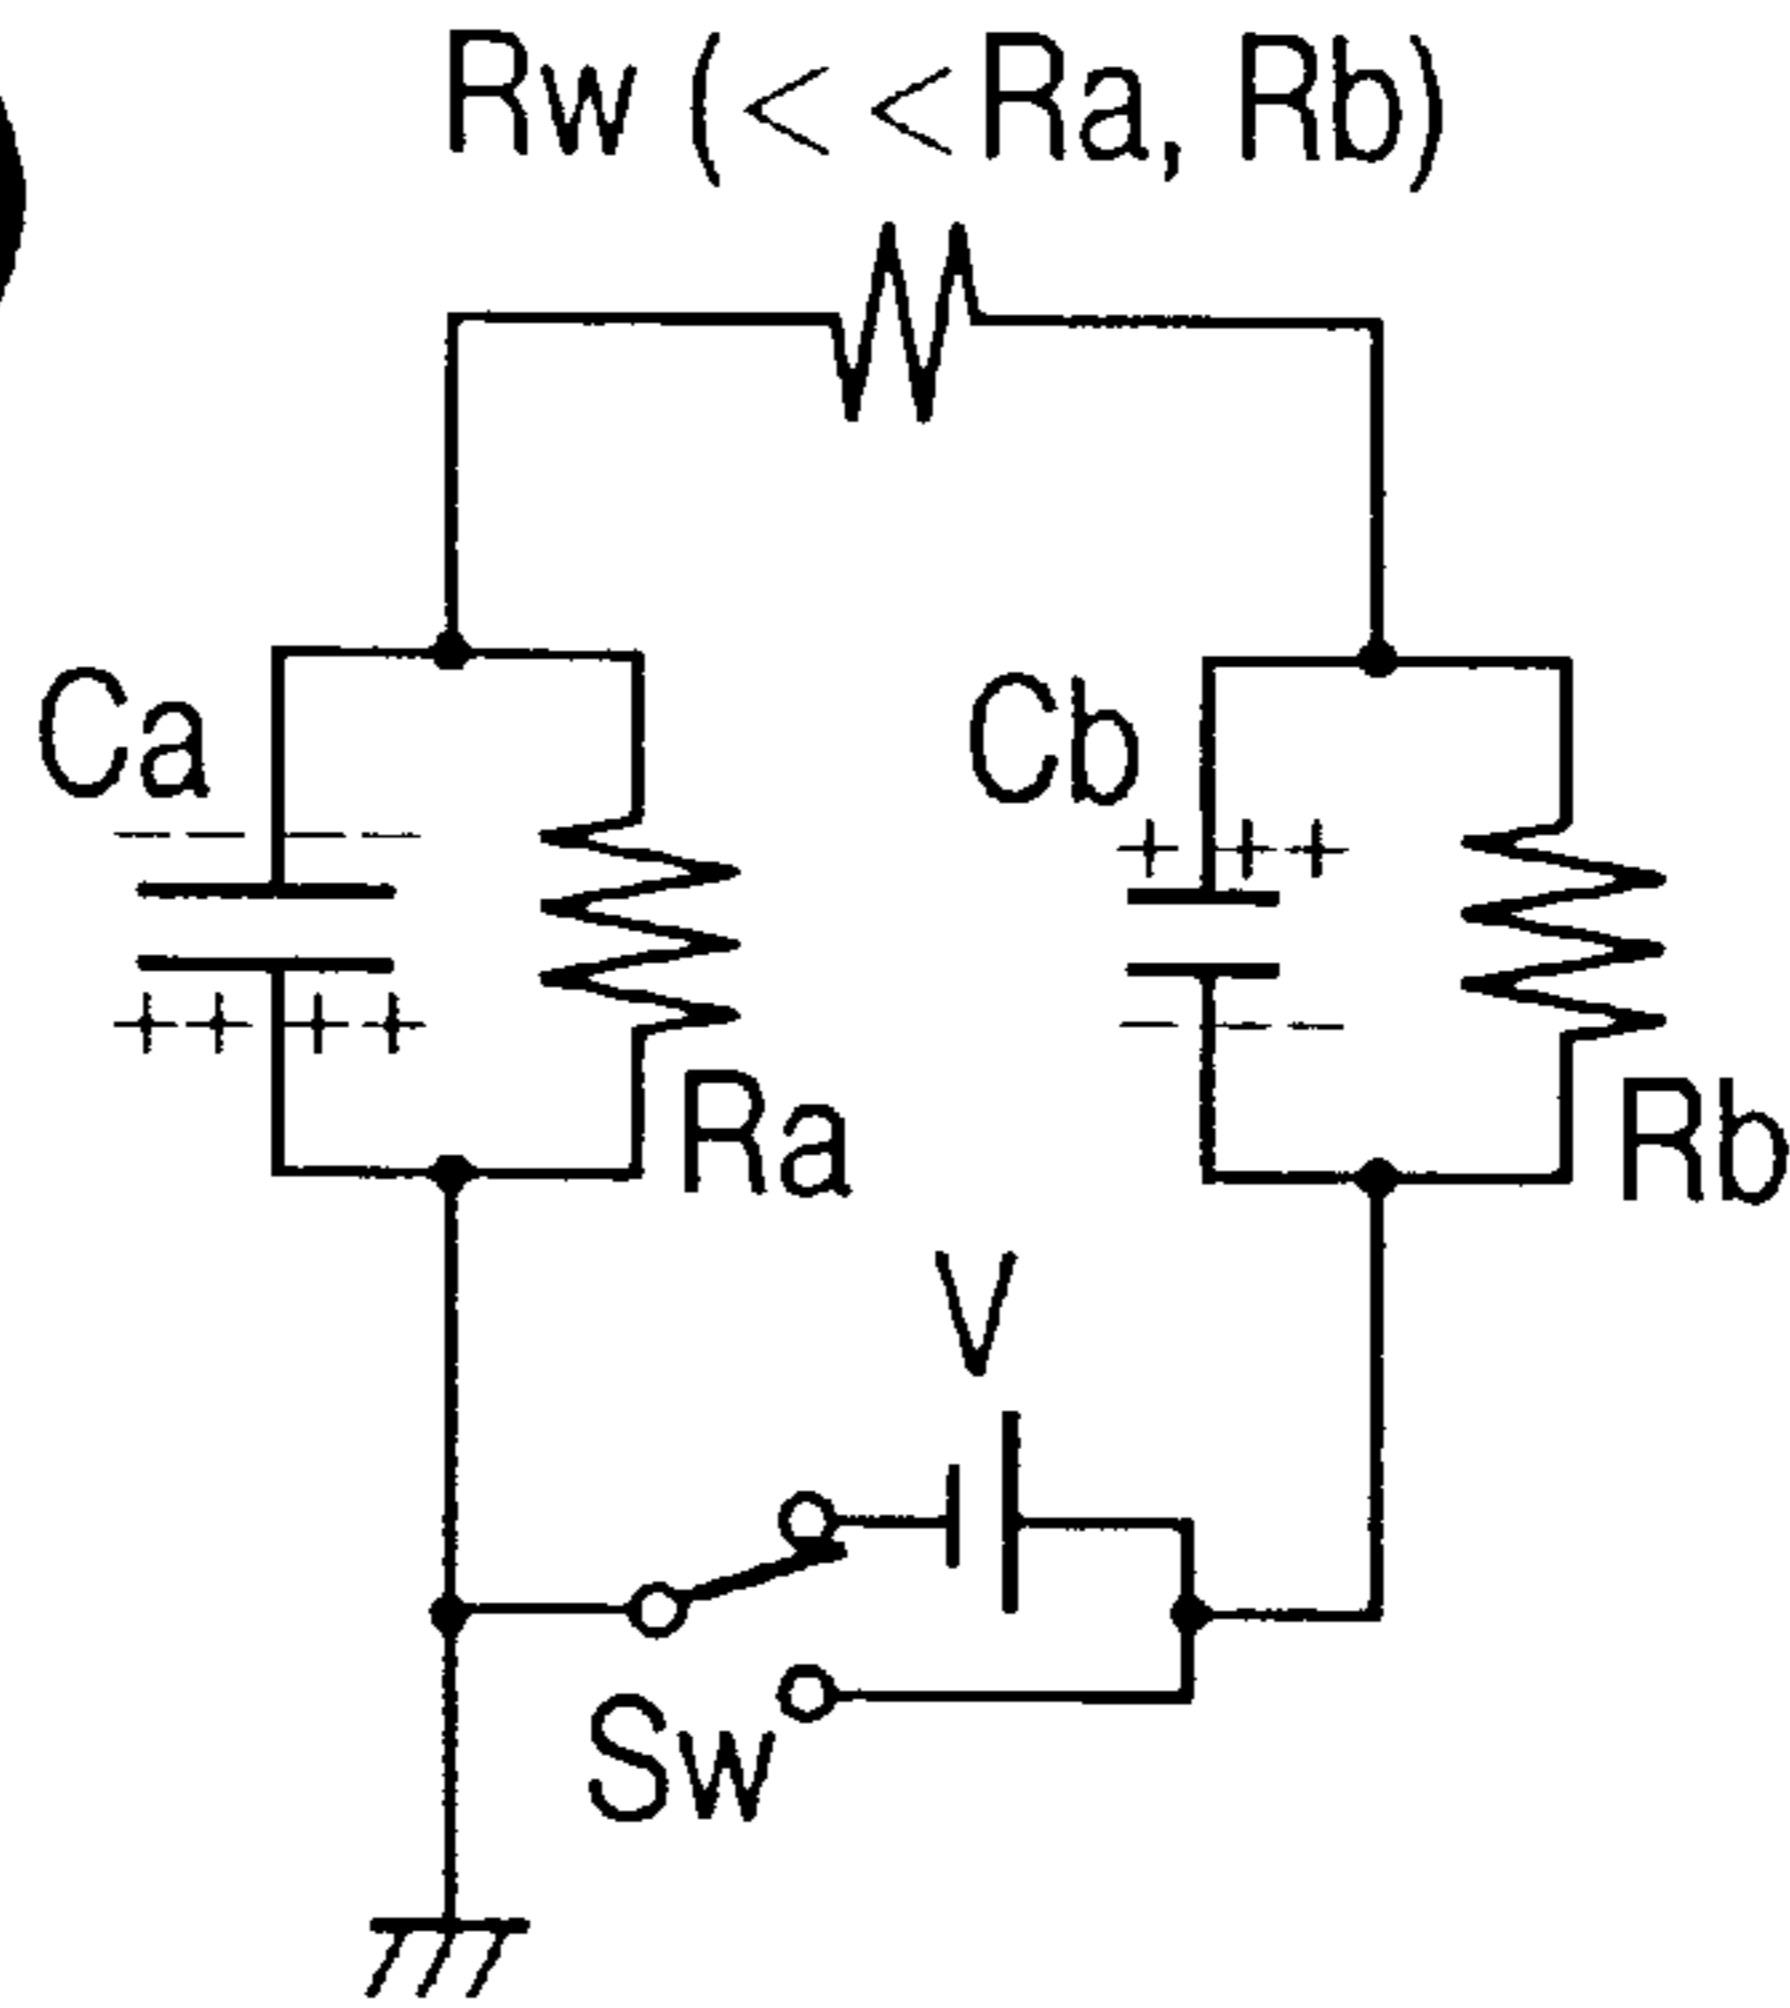 Rw (<<Ra, Rb)
Ca
Cb
− − − −
+ + +
+ + + +
− − −
Ra
Rb
V
Sw